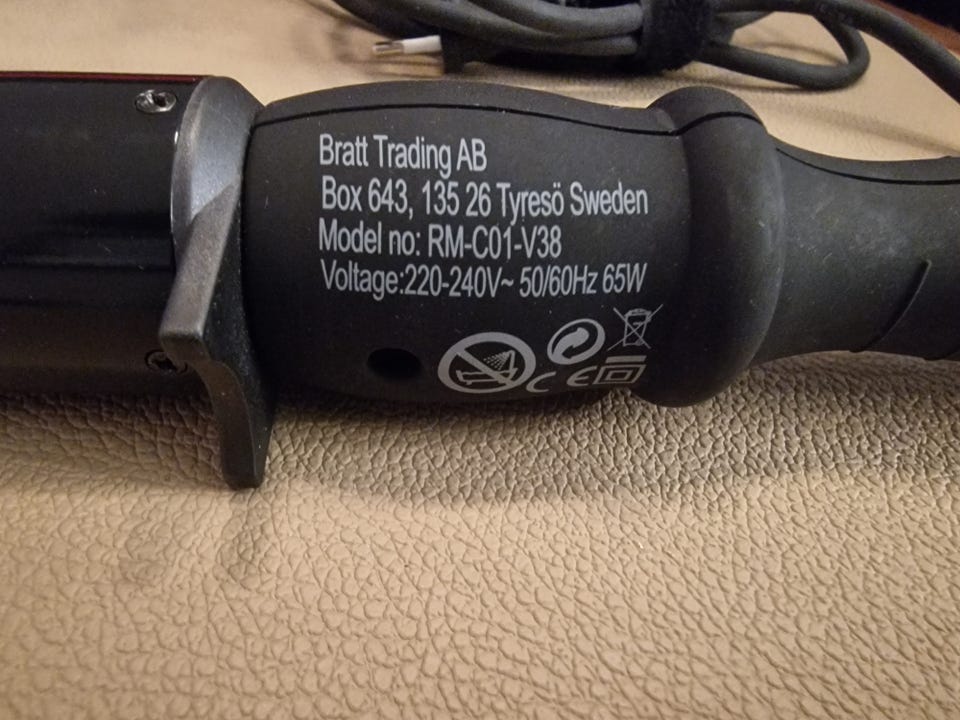 Bratt Trading AB
Box 643, 135 26 Tyresö Sweden
Model no: RM-C01-V38
Voltage:220-240V~ 50/60Hz 65W
CE